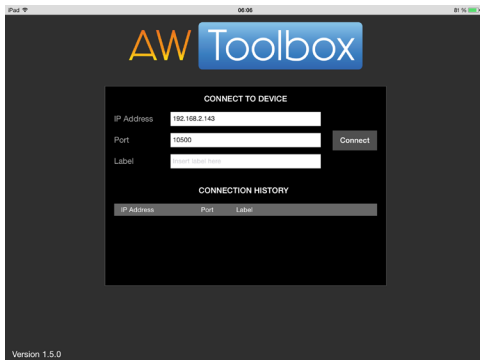 iPad 06:06 81 %
AW Toolbox
CONNECT TO DEVICE
IP Address 192.168.2.143
Port 10500 Connect
Label Insert label here
CONNECTION HISTORY
IP Address Port Label
Version 1.5.0